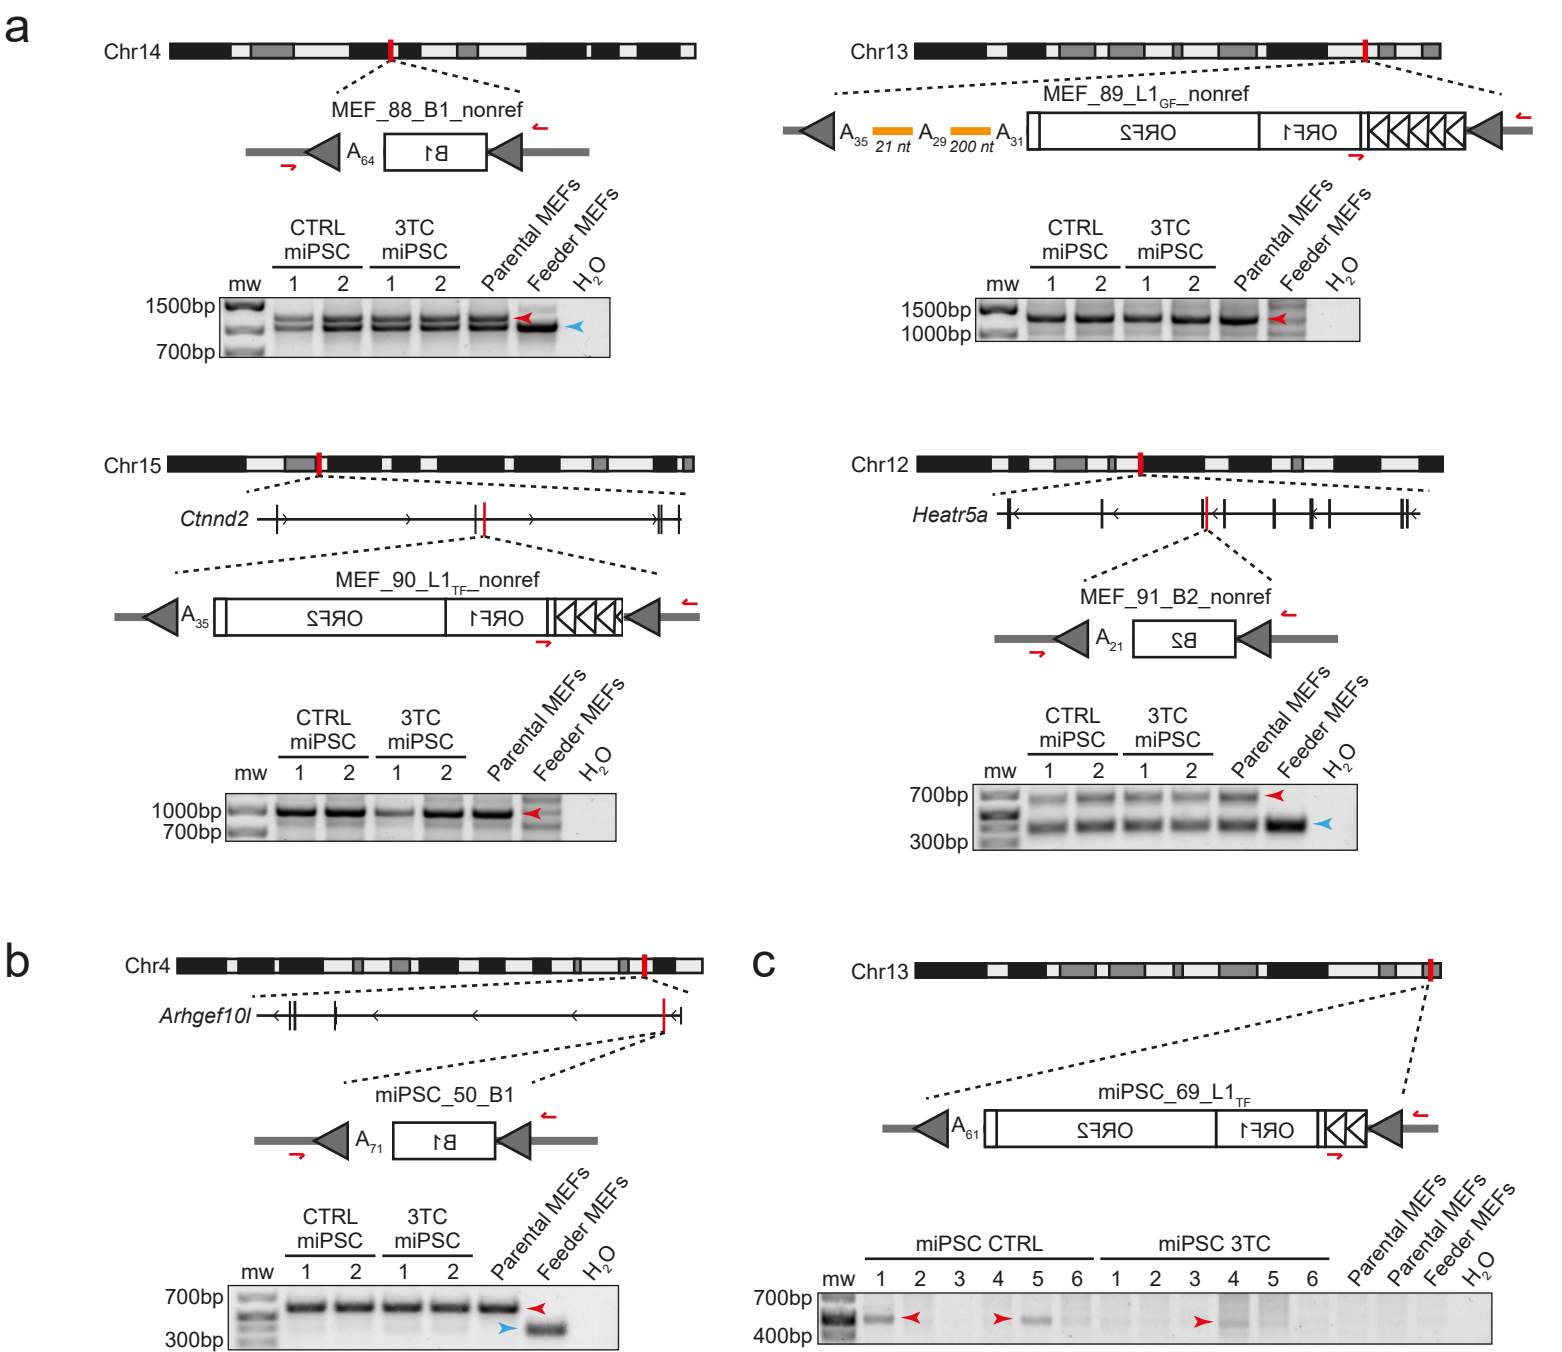 a
Chr14
MEF_88_B1_nonref
A64
B1
CTRL
miPSC
3TC
miPSC
Parental MEFs
Feeder MEFs
H2O
mw
1
2
1
2
1500bp
700bp
Chr13
MEF_89_L1GF_nonref
A35
21 nt
A29
200 nt
A31
ORF2
ORF1
CTRL
miPSC
3TC
miPSC
Parental MEFs
Feeder MEFs
H2O
mw
1
2
1
2
1500bp
1000bp
Chr15
Ctnnd2
MEF_90_L1TF_nonref
A35
ORF2
ORF1
CTRL
miPSC
3TC
miPSC
Parental MEFs
Feeder MEFs
H2O
mw
1
2
1
2
1000bp
700bp
Chr12
Heatr5a
MEF_91_B2_nonref
A21
B2
CTRL
miPSC
3TC
miPSC
Parental MEFs
Feeder MEFs
H2O
mw
1
2
1
2
700bp
300bp
b
Chr4
Arhgef10l
miPSC_50_B1
A71
B1
CTRL
miPSC
3TC
miPSC
Parental MEFs
Feeder MEFs
H2O
mw
1
2
1
2
700bp
300bp
c
Chr13
miPSC_69_L1TF
A61
ORF2
ORF1
miPSC CTRL
miPSC 3TC
Parental MEFs
Parental MEFs
Feeder MEFs
H2O
mw
1
2
3
4
5
6
1
2
3
4
5
6
700bp
400bp